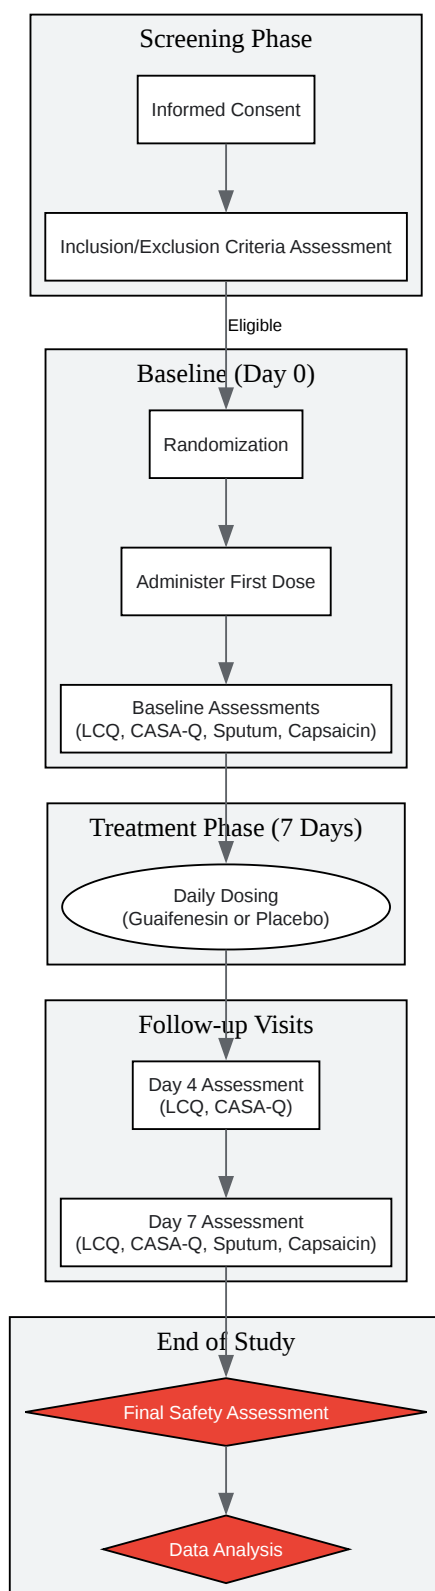 Screening Phase
Informed Consent
Inclusion/Exclusion Criteria Assessment
Eligible
Baseline (Day 0)
Randomization
Administer First Dose
Baseline Assessments
(LCQ, CASA-Q, Sputum, Capsaicin)
Treatment Phase (7 Days)
Daily Dosing
(Guaifenesin or Placebo)
Follow-up Visits
Day 4 Assessment
(LCQ, CASA-Q)
Day 7 Assessment
(LCQ, CASA-Q, Sputum, Capsaicin)
End of Study
Final Safety Assessment
Data Analysis